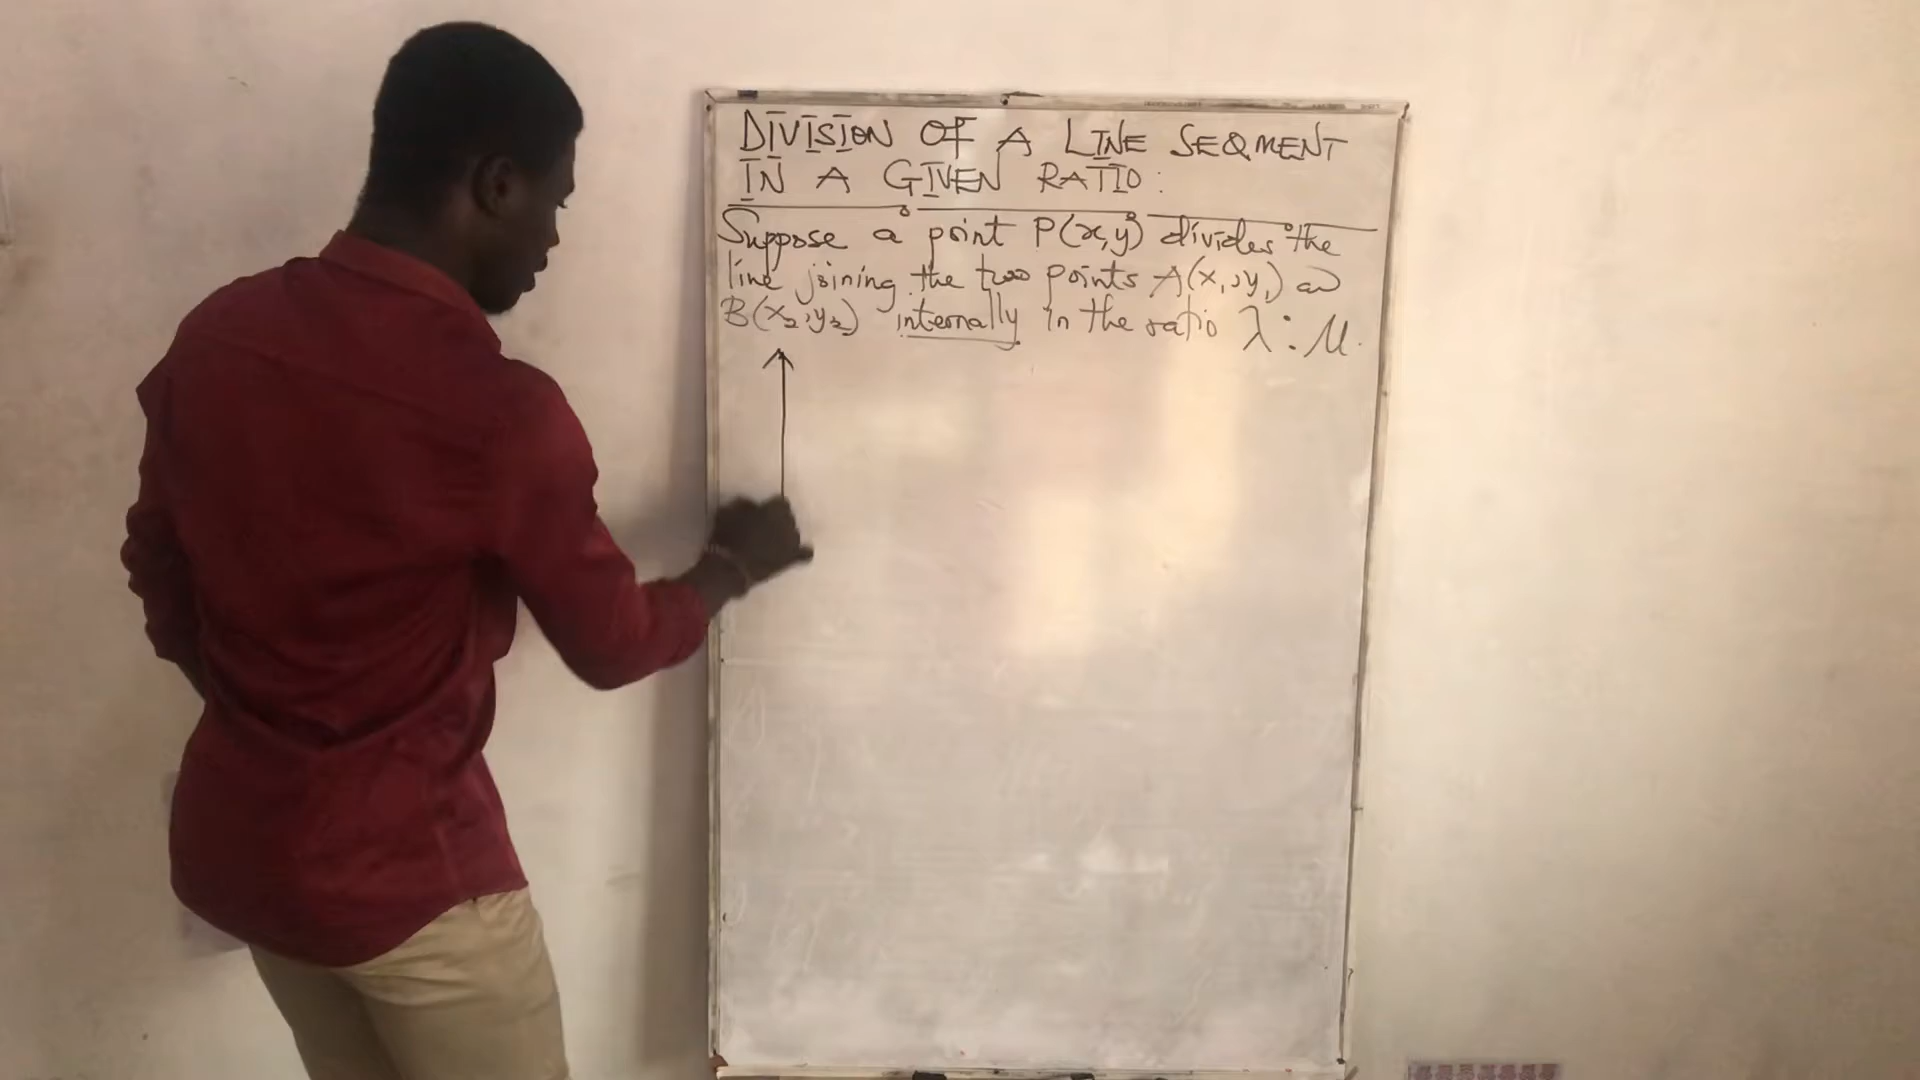 DIVISION OF A LINE SEGMENT
IN A GIVEN RATIO:
Suppose a point P(x,y) divides the
line joining the two points A(x₁,y₁) and
B(x₂,y₂) internally in the ratio λ:μ.